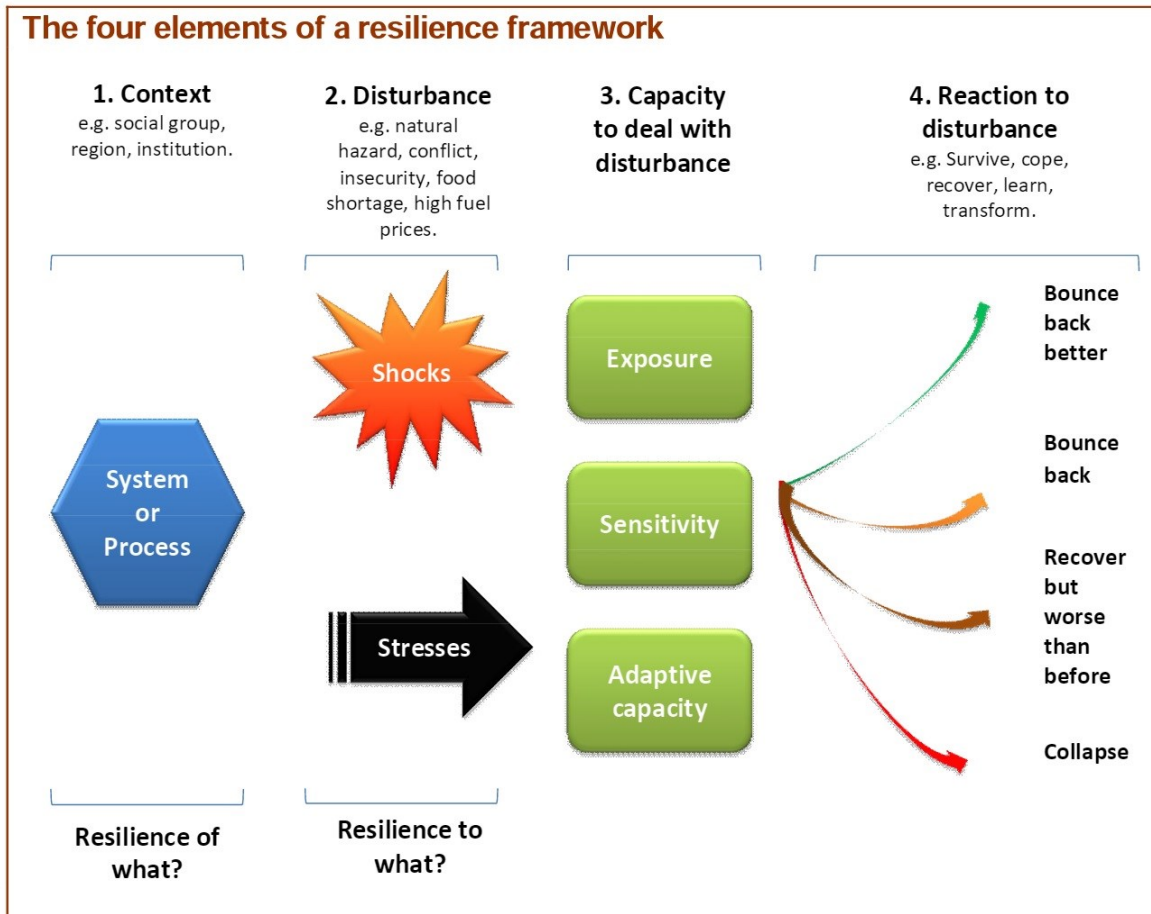 The four elements of a resilience framework
1. Context
e.g. social group,
region, institution.
2. Disturbance
e.g. natural
hazard, conflict,
insecurity, food
shortage, high fuel
prices.
3. Capacity
to deal with
disturbance
4. Reaction to
disturbance
e.g. Survive, cope,
recover, learn,
transform.
System
or
Process
Shocks
Stresses
Exposure
Sensitivity
Adaptive
capacity
Bounce
back
better
Bounce
back
Recover
but
worse
than
before
Collapse
Resilience of
what?
Resilience to
what?